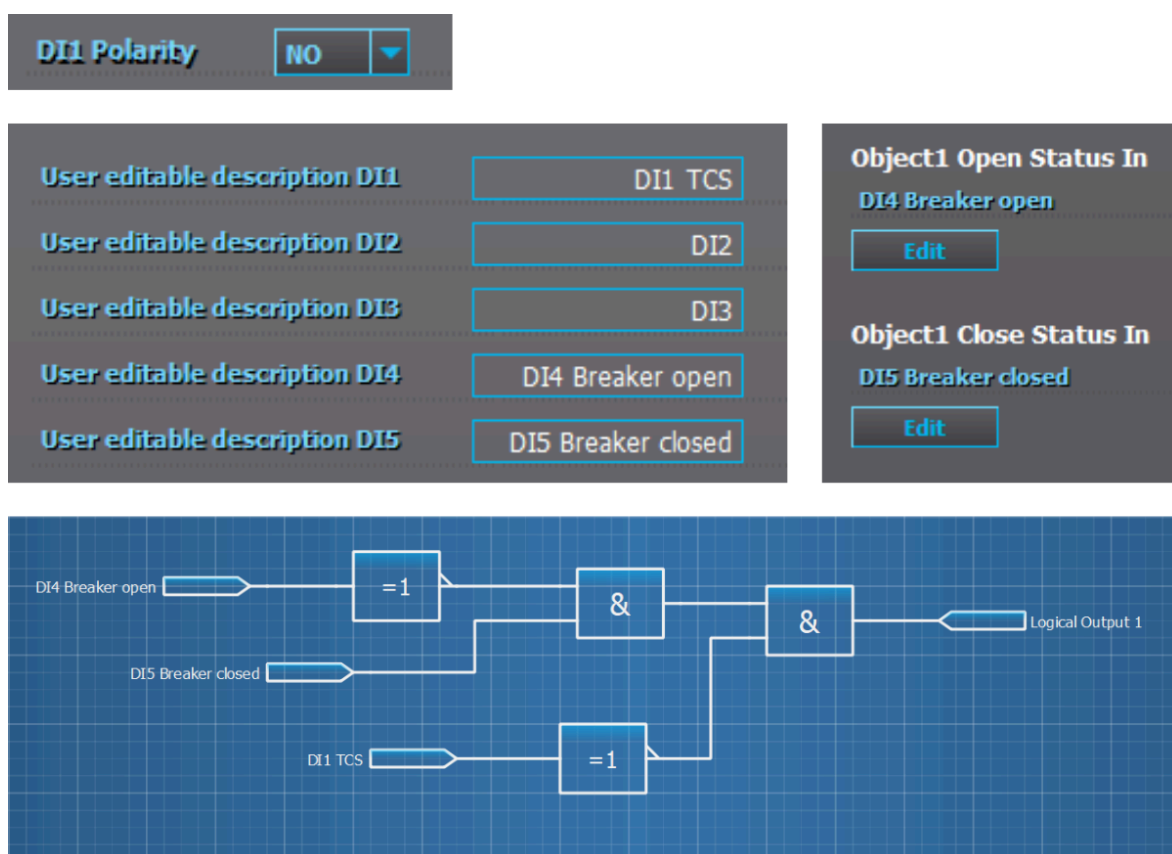 DI1 Polarity NO
User editable description DI1 DI1 TCS
User editable description DI2 DI2
User editable description DI3 DI3
User editable description DI4 DI4 Breaker open
User editable description DI5 DI5 Breaker closed
Object1 Open Status In
DI4 Breaker open
Edit
Object1 Close Status In
DI5 Breaker closed
Edit
DI4 Breaker open =1
&
& Logical Output 1
DI5 Breaker closed
DI1 TCS =1